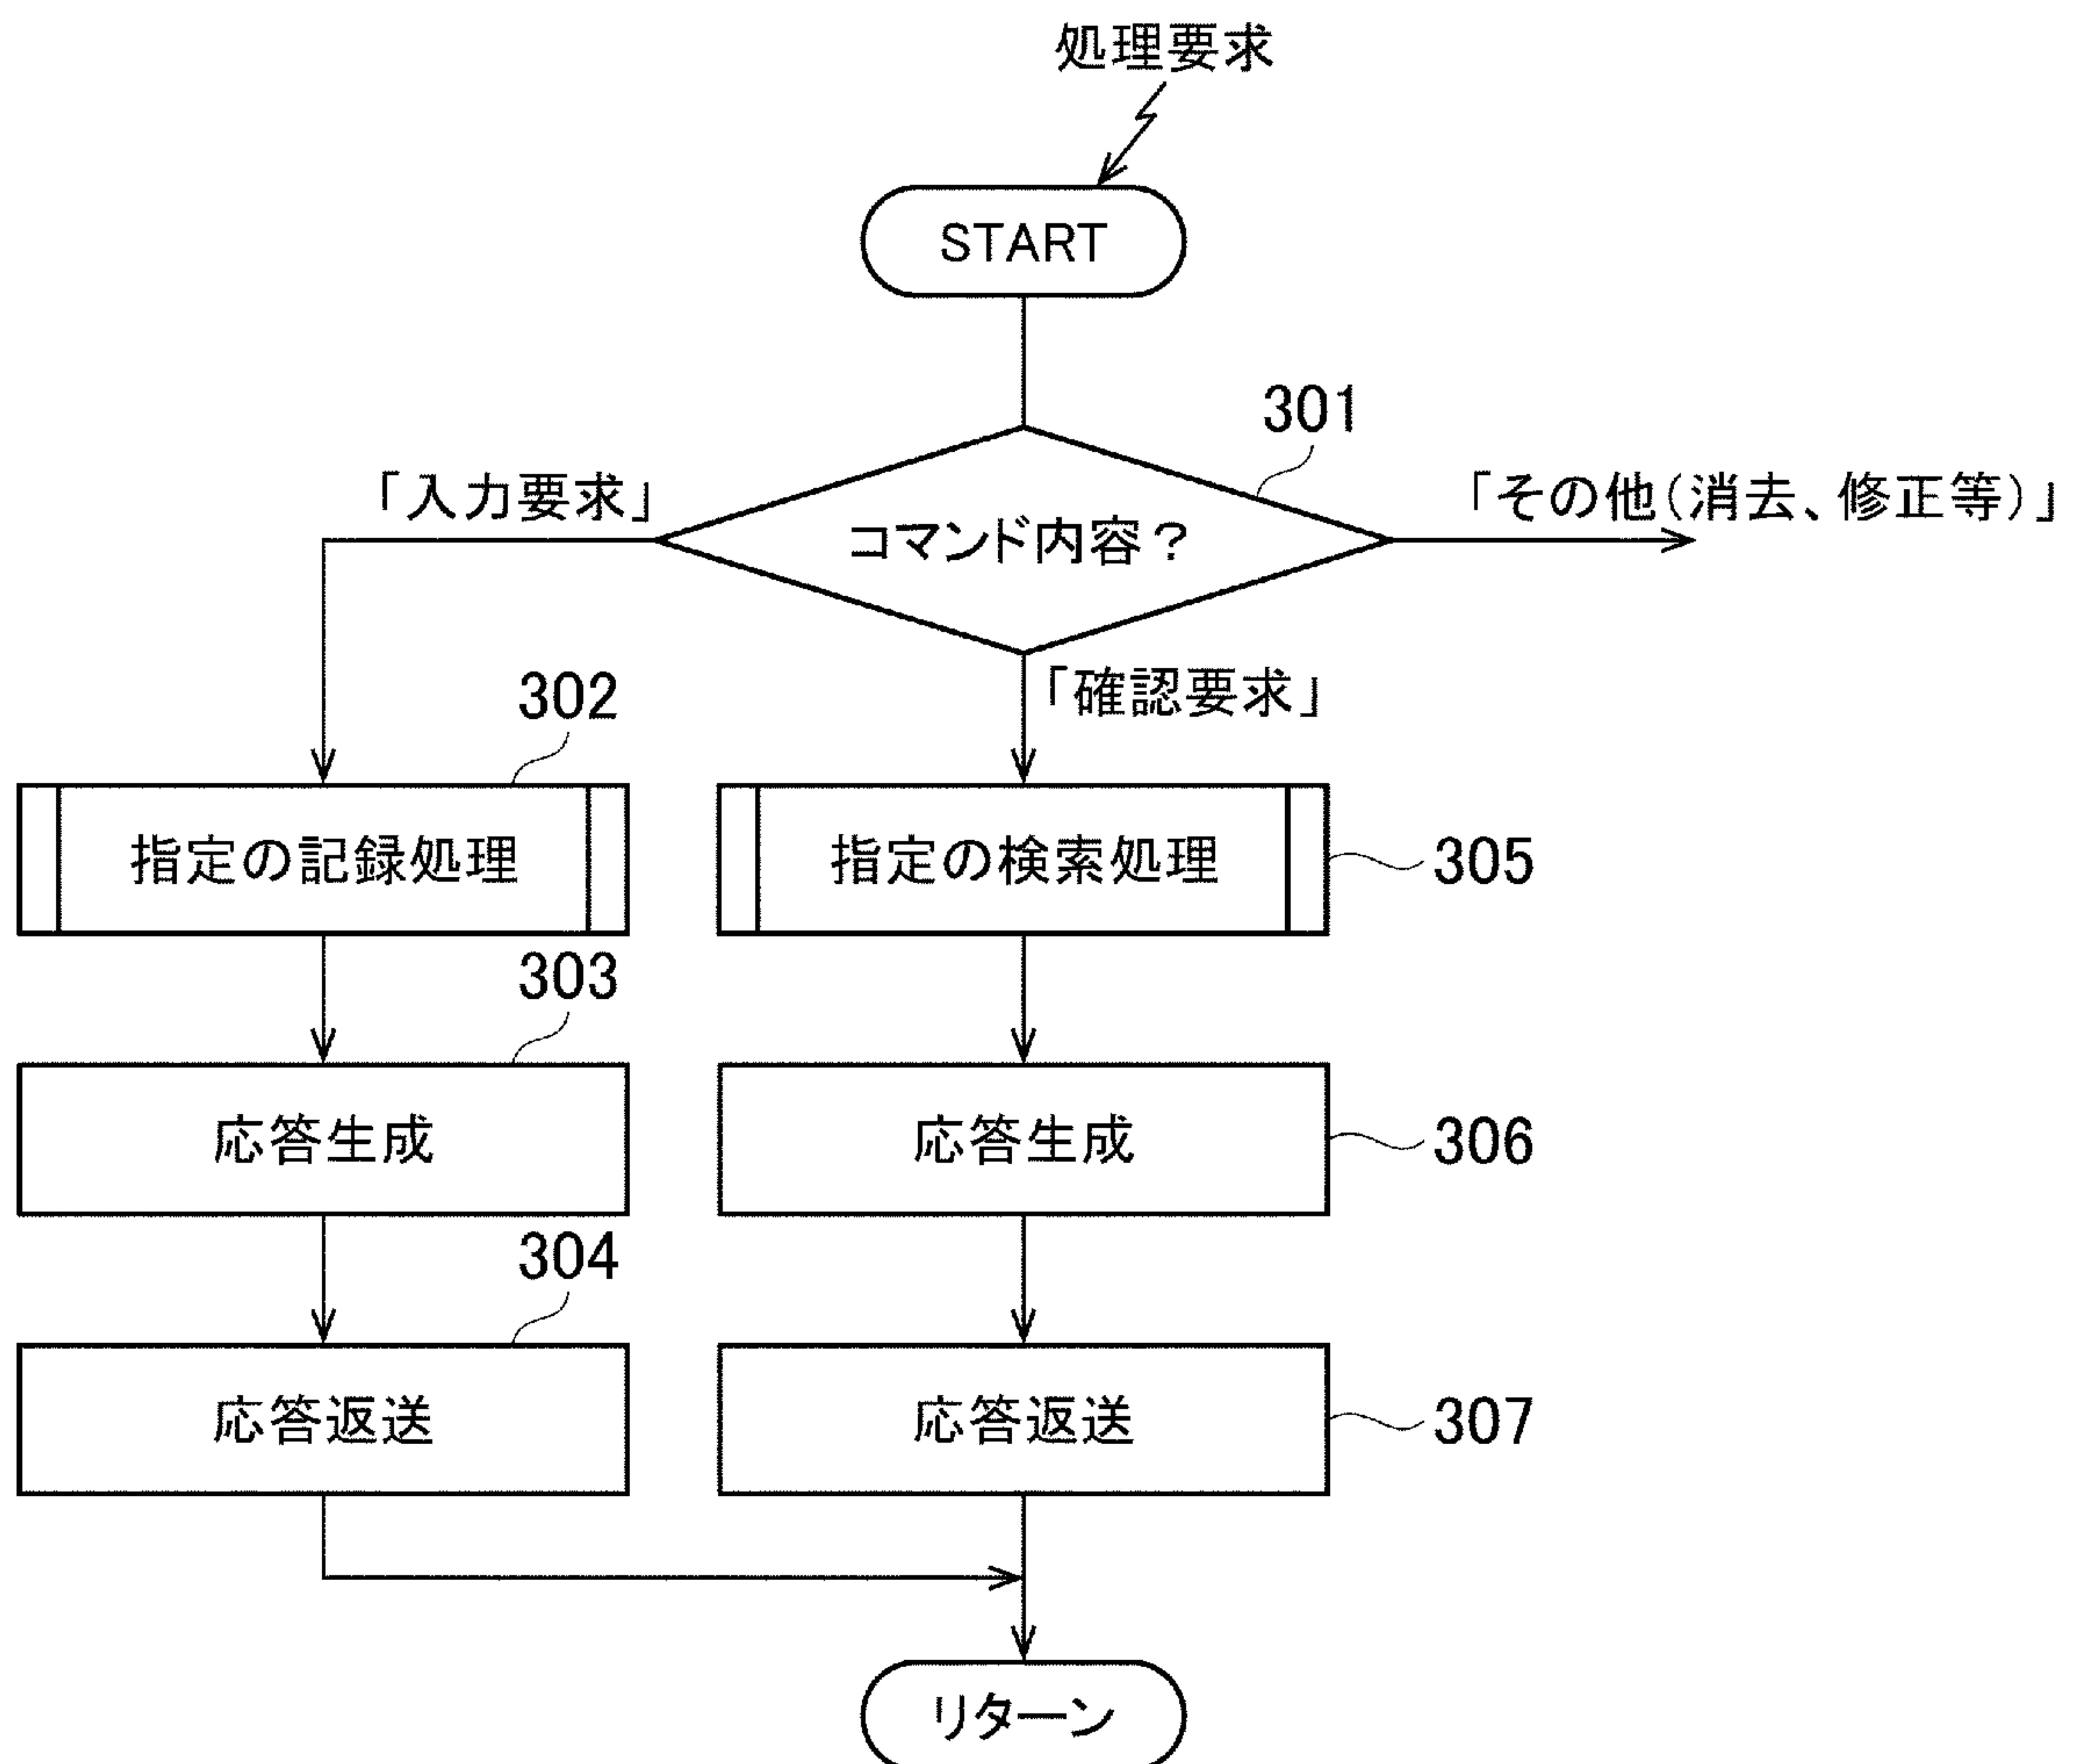 処理要求
START
301
「入力要求」
コマンド内容？
「その他(消去、修正等)」
「確認要求」
302
指定の記録処理
指定の検索処理
305
303
応答生成
応答生成
306
304
応答返送
応答返送
307
リターン